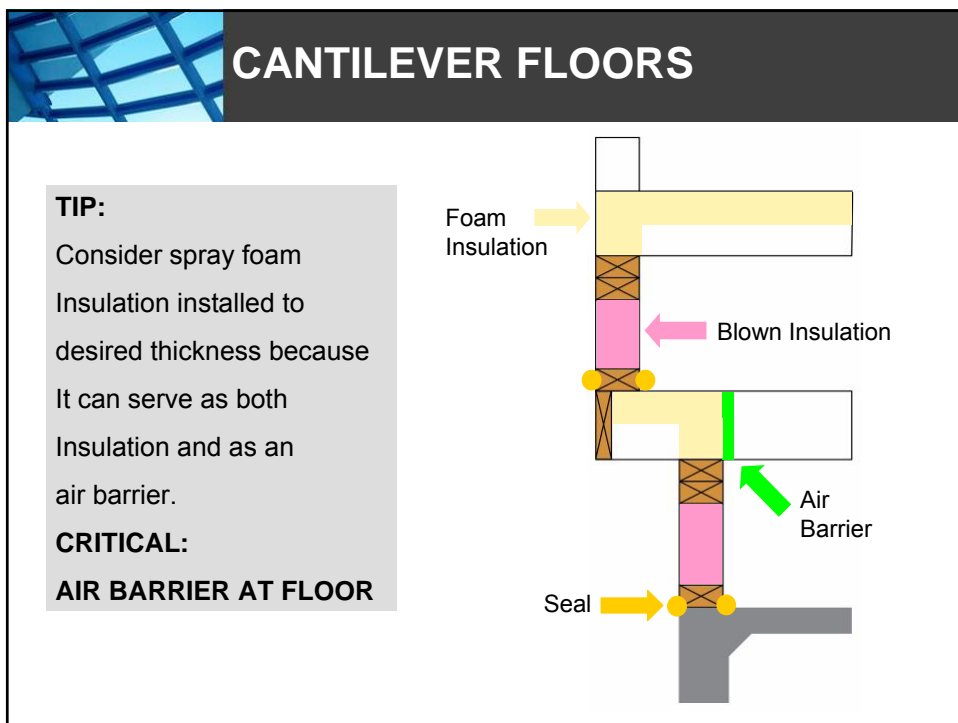 CANTILEVER FLOORS
TIP:
Consider spray foam
Insulation installed to
desired thickness because
It can serve as both
Insulation and as an
air barrier.
CRITICAL:
AIR BARRIER AT FLOOR
Foam
Insulation
Blown Insulation
Air
Barrier
Seal